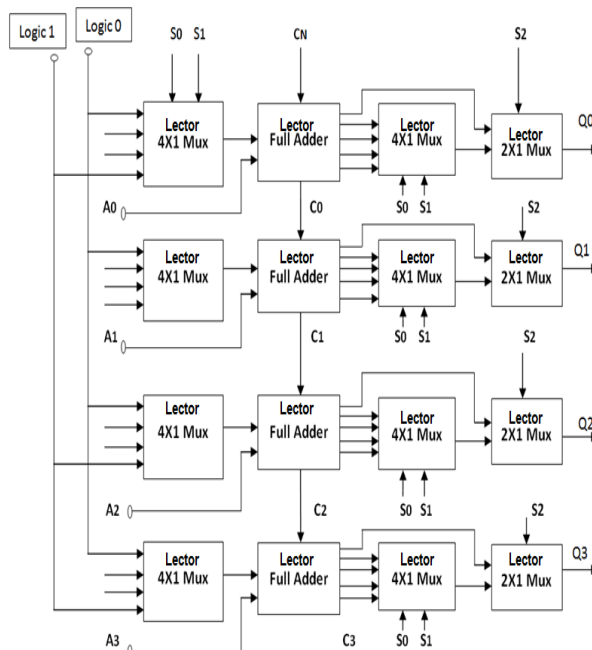 Logic 1 Logic 0
S0 S1 CN S2
Lector
4X1 Mux
Lector
Full Adder
Lector
4X1 Mux
Lector
2X1 Mux
Q0
A0 C0 S0 S1 S2
Lector
4X1 Mux
Lector
Full Adder
Lector
4X1 Mux
Lector
2X1 Mux
Q1
A1 C1 S0 S1 S2
Lector
4X1 Mux
Lector
Full Adder
Lector
4X1 Mux
Lector
2X1 Mux
Q2
A2 C2 S0 S1 S2
Lector
4X1 Mux
Lector
Full Adder
Lector
4X1 Mux
Lector
2X1 Mux
Q3
A3 C3 S0 S1